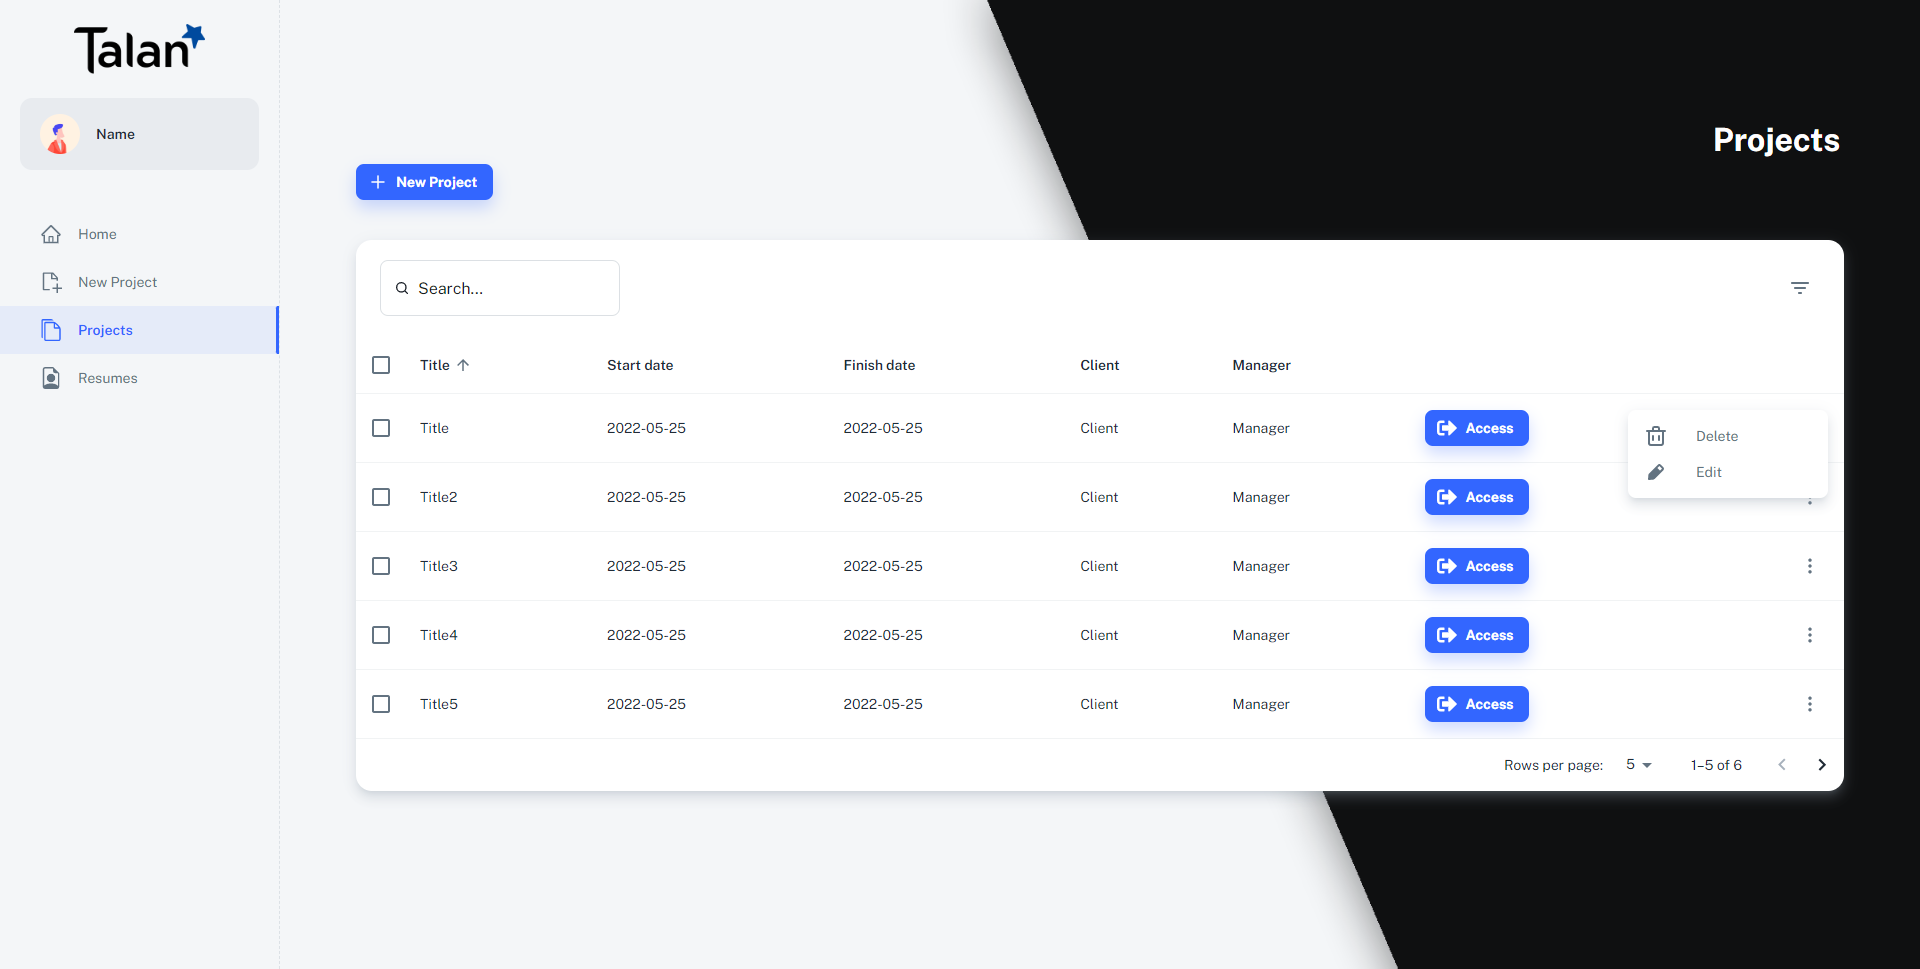 Talan
Name
Home
New Project
Projects
Resumes
Projects
New Project
Search...
Title Start date Finish date Client Manager
Title 2022-05-25 2022-05-25 Client Manager Access
Delete
Edit
Title2 2022-05-25 2022-05-25 Client Manager Access
Title3 2022-05-25 2022-05-25 Client Manager Access
Title4 2022-05-25 2022-05-25 Client Manager Access
Title5 2022-05-25 2022-05-25 Client Manager Access
Rows per page: 5 1–5 of 6